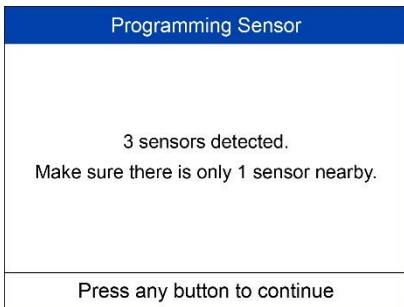 Programming Sensor
3 sensors detected.
Make sure there is only 1 sensor nearby.
Press any button to continue